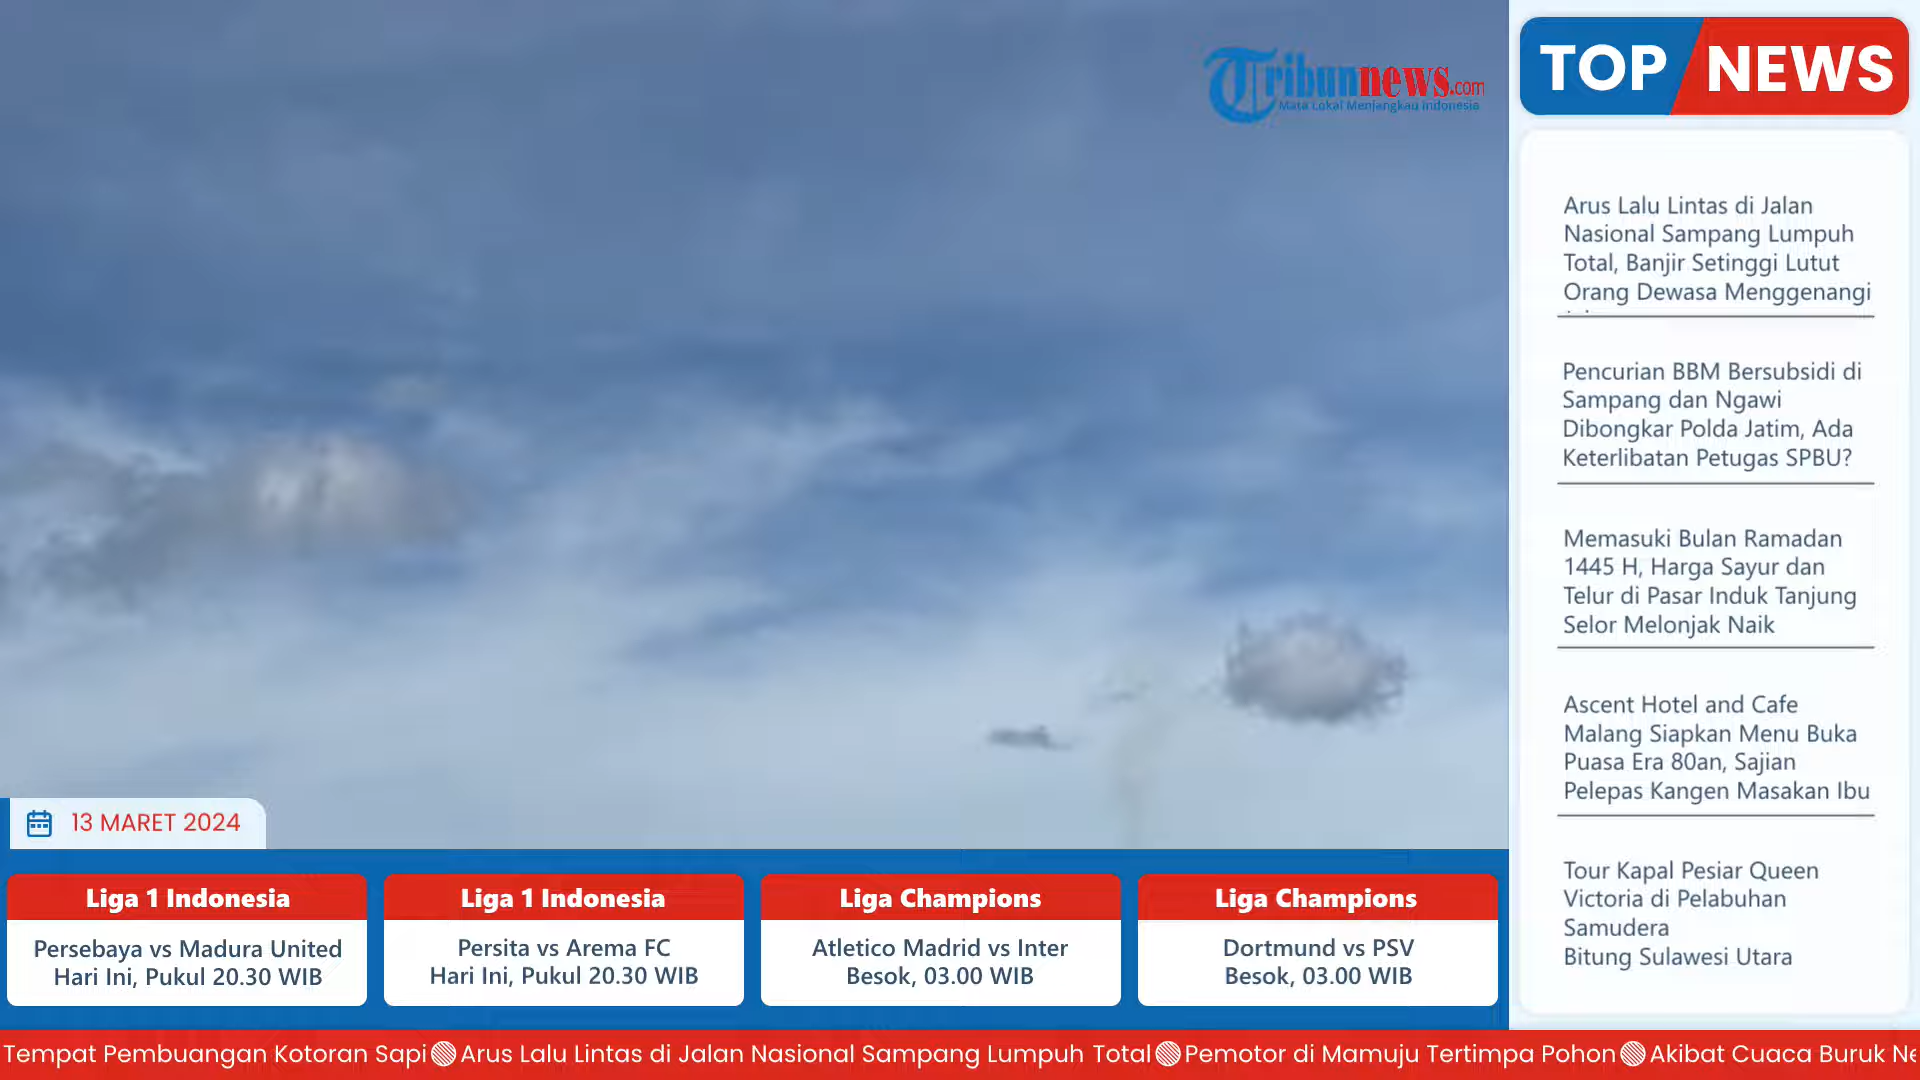 Tribunnews.com
Mata Lokal Menjangkau Indonesia
TOP NEWS
Arus Lalu Lintas di Jalan
Nasional Sampang Lumpuh
Total, Banjir Setinggi Lutut
Orang Dewasa Menggenangi
Pencurian BBM Bersubsidi di
Sampang dan Ngawi
Dibongkar Polda Jatim, Ada
Keterlibatan Petugas SPBU?
Memasuki Bulan Ramadan
1445 H, Harga Sayur dan
Telur di Pasar Induk Tanjung
Selor Melonjak Naik
Ascent Hotel and Cafe
Malang Siapkan Menu Buka
Puasa Era 80an, Sajian
Pelepas Kangen Masakan Ibu
Tour Kapal Pesiar Queen
Victoria di Pelabuhan
Samudera
Bitung Sulawesi Utara
13 MARET 2024
Liga 1 Indonesia
Persebaya vs Madura United
Hari Ini, Pukul 20.30 WIB
Liga 1 Indonesia
Persita vs Arema FC
Hari Ini, Pukul 20.30 WIB
Liga Champions
Atletico Madrid vs Inter
Besok, 03.00 WIB
Liga Champions
Dortmund vs PSV
Besok, 03.00 WIB
Tempat Pembuangan Kotoran Sapi Arus Lalu Lintas di Jalan Nasional Sampang Lumpuh Total Pemotor di Mamuju Tertimpa Pohon Akibat Cuaca Buruk